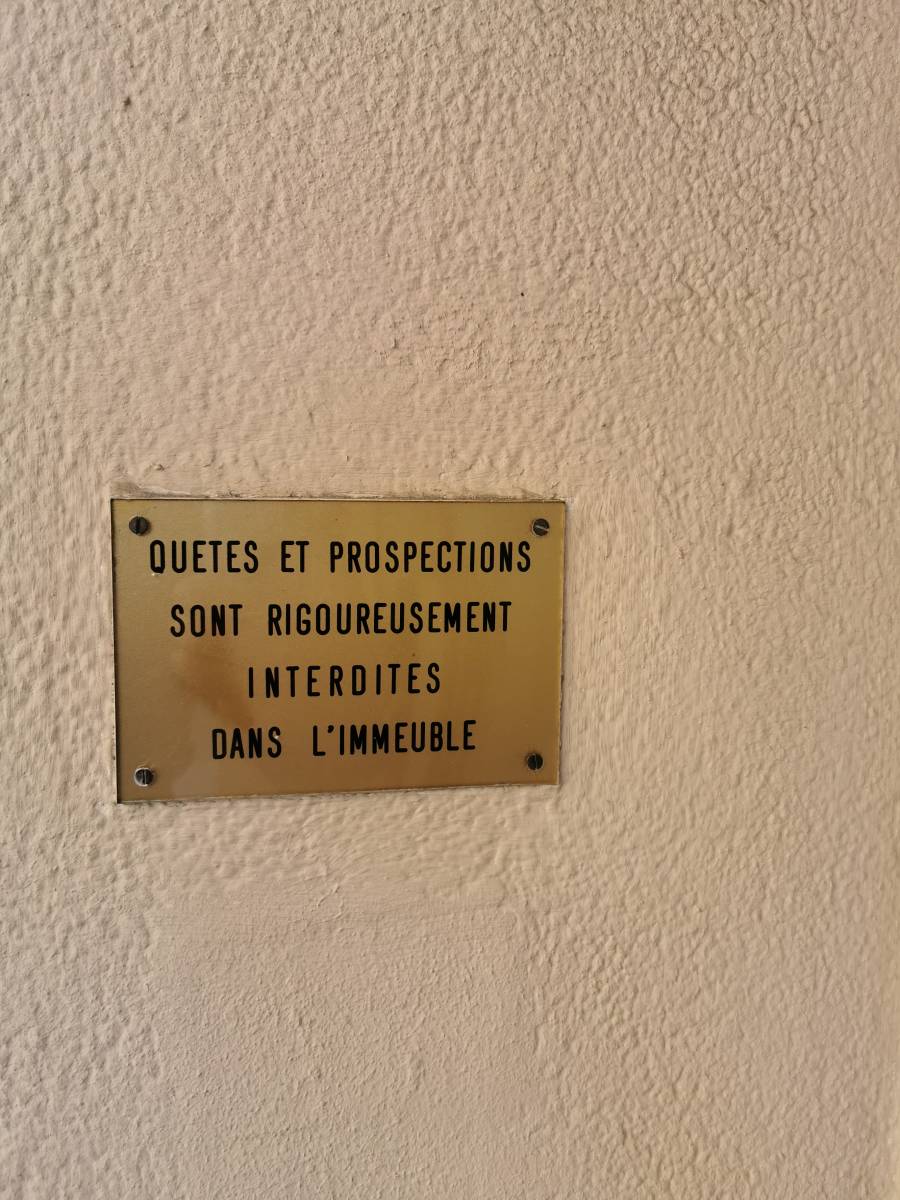 QUETES ET PROSPECTIONS
SONT RIGOUREUSEMENT
INTERDITES
DANS L'IMMEUBLE